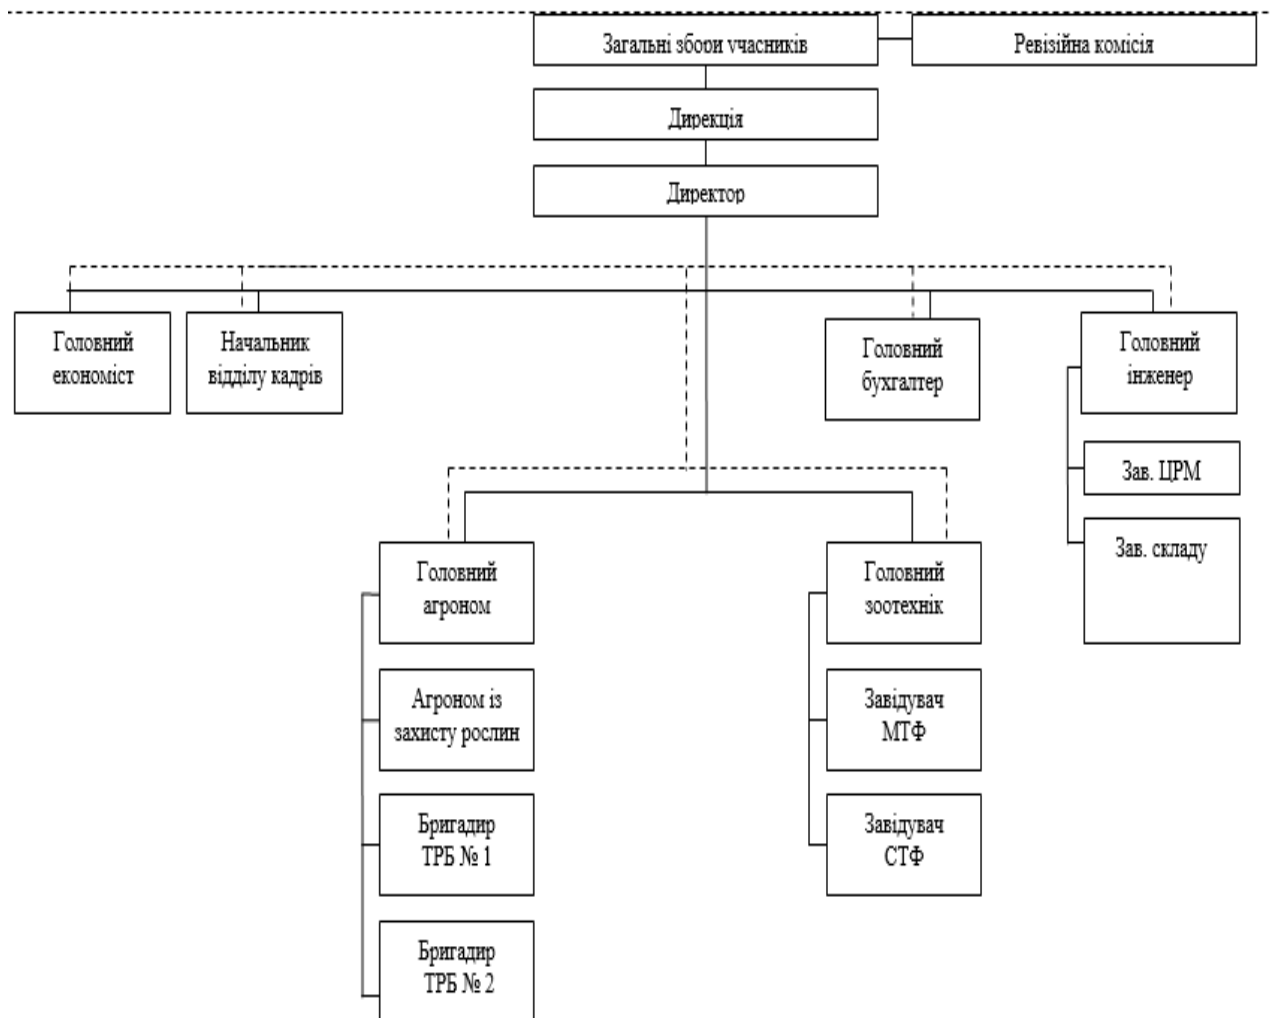 Загальні збори учасників
Ревізійна комісія
Дирекція
Директор
Головний
економіст
Начальник
відділу кадрів
Головний
бухгалтер
Головний
інженер
Зав. ЦРМ
Зав. складу
Головний
агроном
Агроном із
захисту рослин
Бригадир
ТРБ № 1
Бригадир
ТРБ № 2
Головний
зоотехнік
Завідувач
МТФ
Завідувач
СТФ